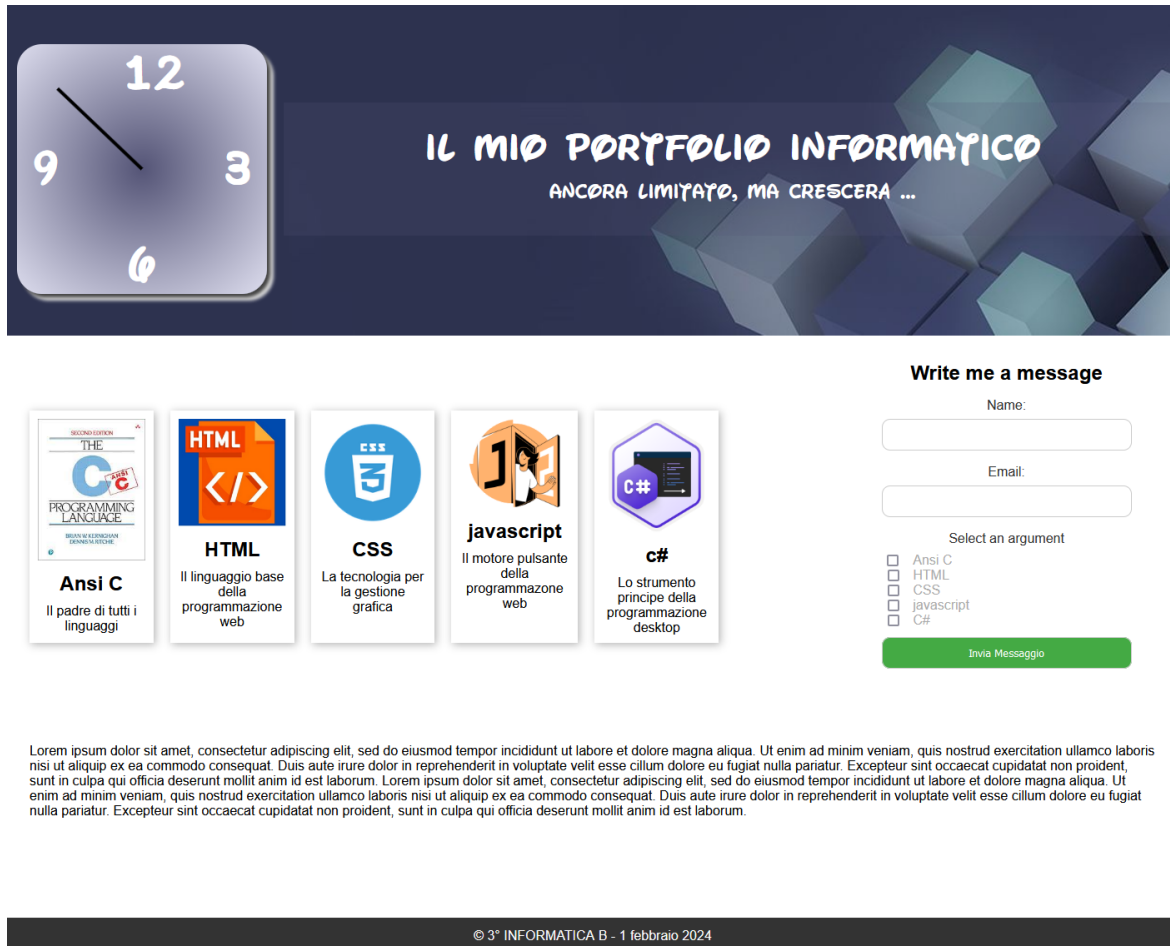 12
9
3
6
IL MIO PORTFOLIO INFORMATICO
ANCORA LIMITATO, MA CRESCERA ...
SECOND EDITION
THE
C
ANSI
C
PROGRAMMING
LANGUAGE
BRIAN W. KERNIGHAN
DENNIS M. RITCHIE
Ansi C
Il padre di tutti i
linguaggi
HTML
</>
HTML
Il linguaggio base
della
programmazione
web
CSS
3
CSS
La tecnologia per
la gestione
grafica
J
javascript
Il motore pulsante
della
programmazone
web
C#
c#
Lo strumento
principe della
programmazione
desktop
Write me a message
Name:
Email:
Select an argument
Ansi C
HTML
CSS
javascript
C#
Invia Messaggio
Lorem ipsum dolor sit amet, consectetur adipiscing elit, sed do eiusmod tempor incididunt ut labore et dolore magna aliqua. Ut enim ad minim veniam, quis nostrud exercitation ullamco laboris
nisi ut aliquip ex ea commodo consequat. Duis aute irure dolor in reprehenderit in voluptate velit esse cillum dolore eu fugiat nulla pariatur. Excepteur sint occaecat cupidatat non proident,
sunt in culpa qui officia deserunt mollit anim id est laborum. Lorem ipsum dolor sit amet, consectetur adipiscing elit, sed do eiusmod tempor incididunt ut labore et dolore magna aliqua. Ut
enim ad minim veniam, quis nostrud exercitation ullamco laboris nisi ut aliquip ex ea commodo consequat. Duis aute irure dolor in reprehenderit in voluptate velit esse cillum dolore eu fugiat
nulla pariatur. Excepteur sint occaecat cupidatat non proident, sunt in culpa qui officia deserunt mollit anim id est laborum.
© 3° INFORMATICA B - 1 febbraio 2024